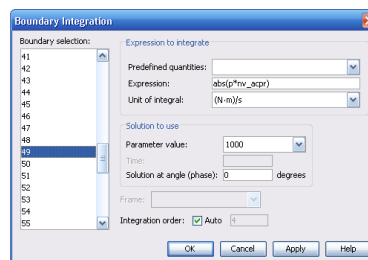 Boundary Integration
Boundary selection:
41
42
43
44
45
46
47
48
49
50
51
52
53
54
55
Expression to integrate
Predefined quantities:
Expression: abs(p*nv_acpr)
Unit of integral: (N·m)/s
Solution to use
Parameter value: 1000
Time:
Solution at angle (phase): 0 degrees
Frame:
Integration order: Auto 4
OK Cancel Apply Help